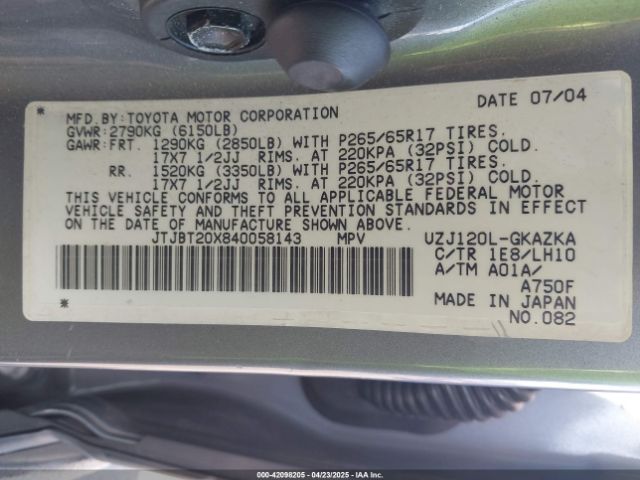 MFD. BY: TOYOTA MOTOR CORPORATION DATE 07/04
GVWR: 2790KG (6150LB)
GAWR: FRT. 1290KG (2850LB) WITH P265/65R17 TIRES.
17X7 1/2JJ RIMS. AT 220KPA (32PSI) COLD.
RR. 1520KG (3350LB) WITH P265/65R17 TIRES.
17X7 1/2JJ RIMS. AT 220KPA (32PSI) COLD.
THIS VEHICLE CONFORMS TO ALL APPLICABLE FEDERAL MOTOR
VEHICLE SAFETY AND THEFT PREVENTION STANDARDS IN EFFECT
ON THE DATE OF MANUFACTURE SHOWN ABOVE.
JTJBT20X840058143 MPV UZJ120L-GKAZKA
C/TR 1E8/LH10
A/TM A01A/
A750F
MADE IN JAPAN
NO.082
000-42098205 - 04/23/2025 - IAA Inc.